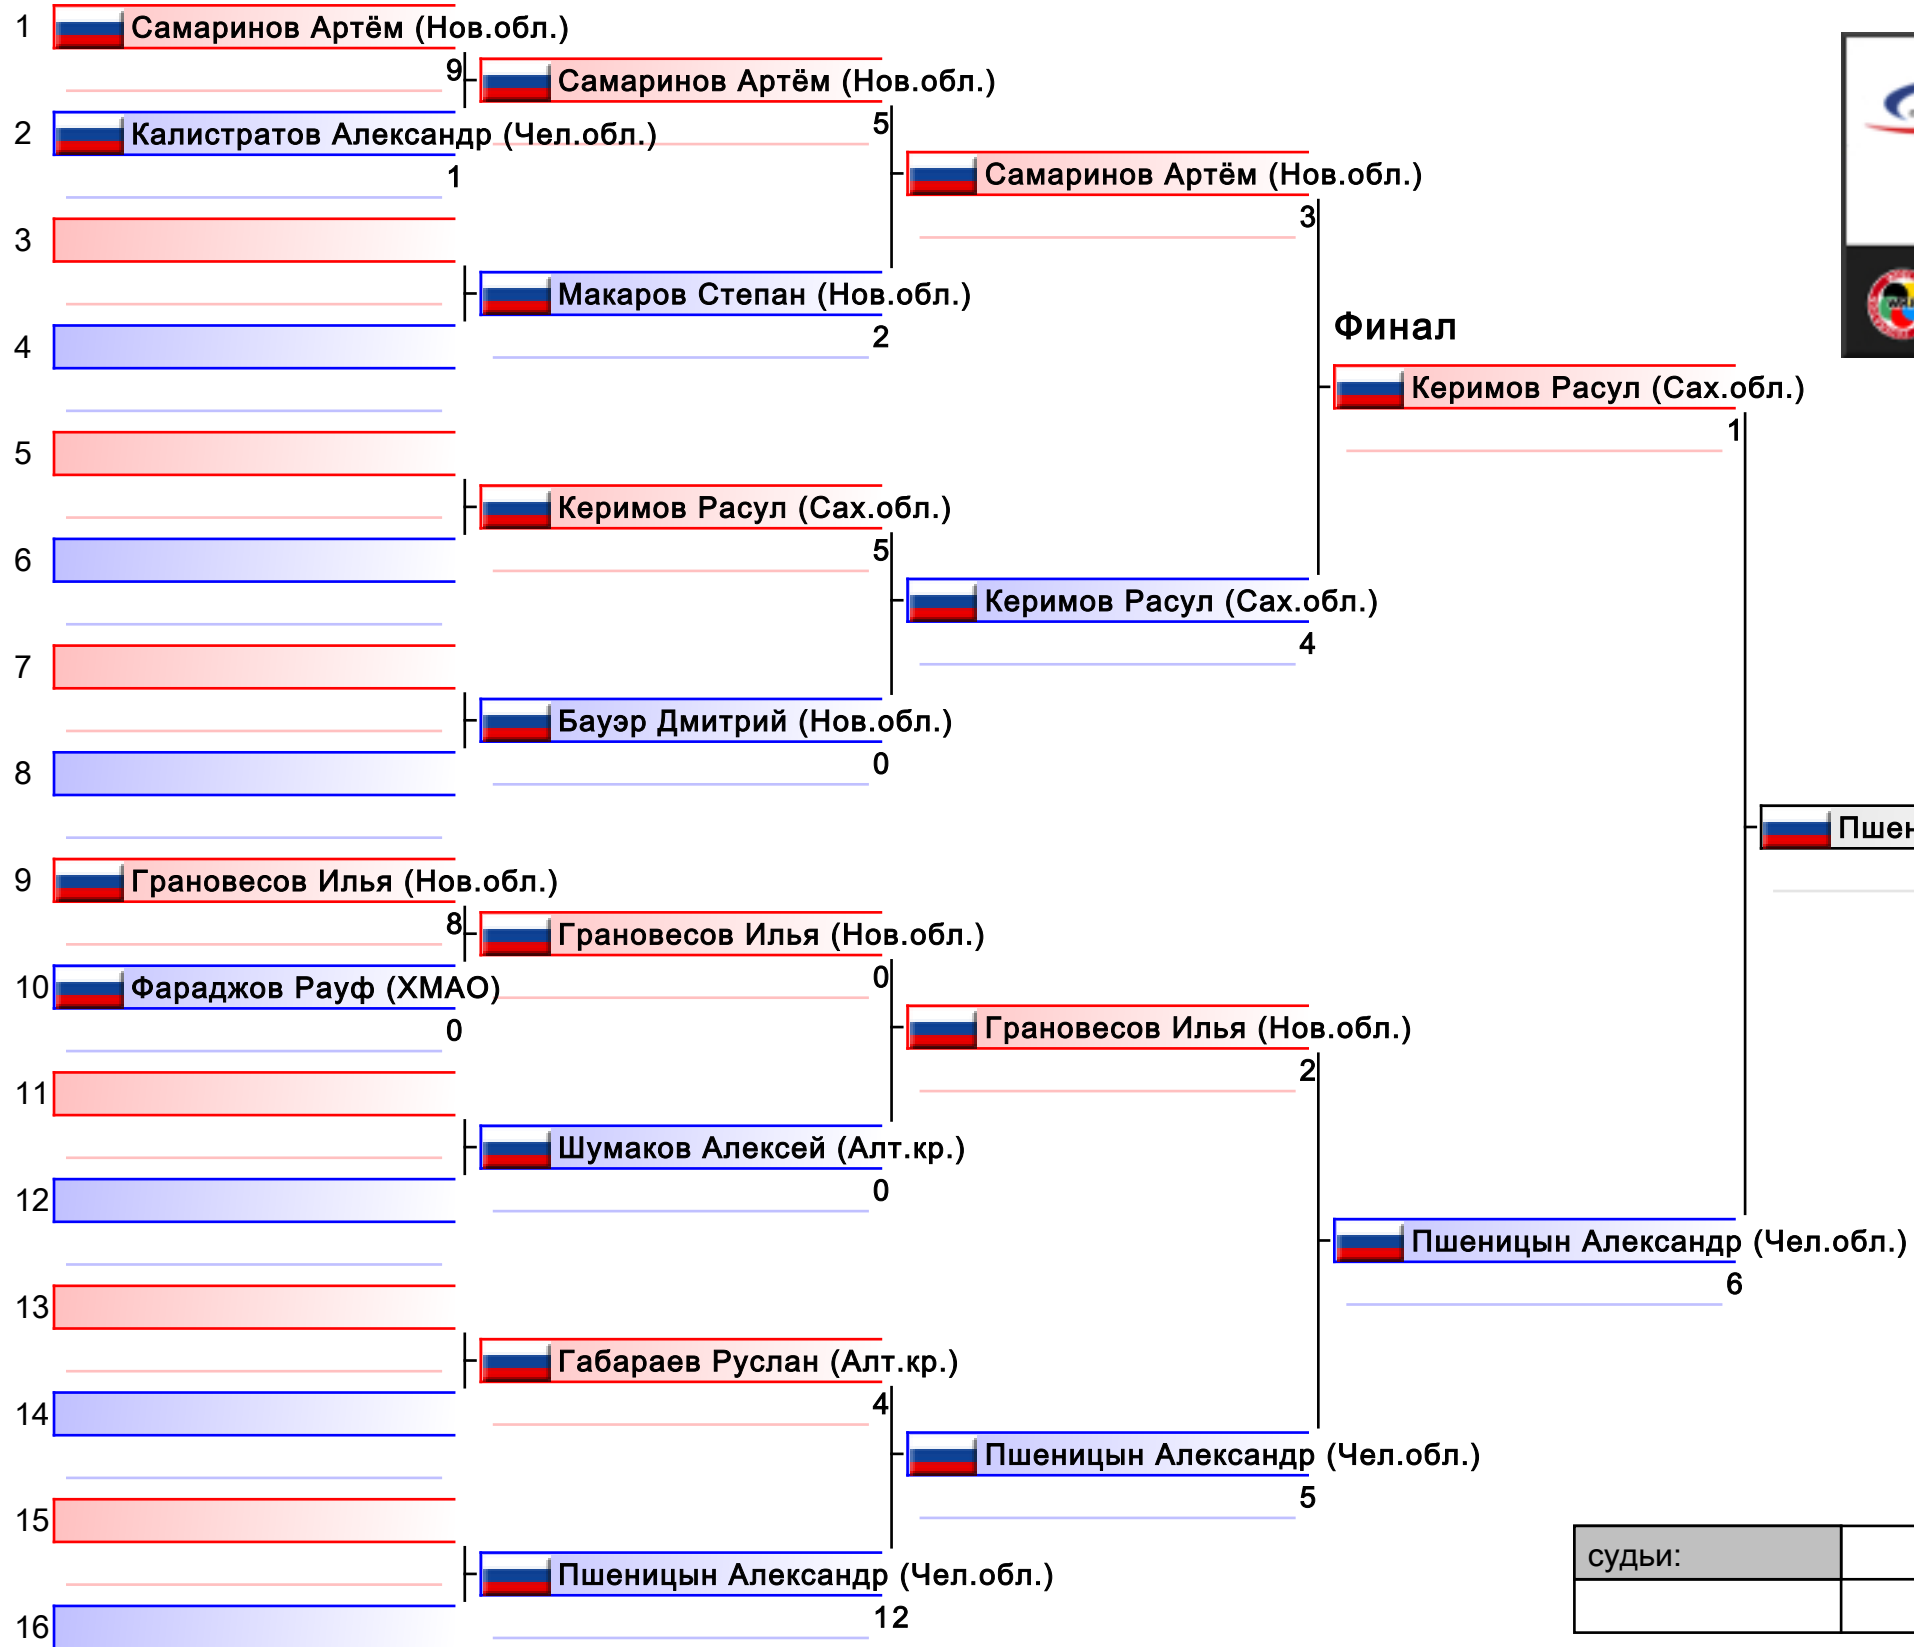 1
Самаринов Артём (Нов.обл.)
9
Самаринов Артём (Нов.обл.)
5
2
Калистратов Александр (Чел.обл.)
1
Самаринов Артём (Нов.обл.)
3
3
Макаров Степан (Нов.обл.)
2
4
Финал
Керимов Расул (Сах.обл.)
1
5
Керимов Расул (Сах.обл.)
5
6
Керимов Расул (Сах.обл.)
4
7
Бауэр Дмитрий (Нов.обл.)
0
8
Пшен
9
Грановесов Илья (Нов.обл.)
8
Грановесов Илья (Нов.обл.)
0
10
Фараджов Рауф (ХМАО)
0
Грановесов Илья (Нов.обл.)
2
11
Шумаков Алексей (Алт.кр.)
0
12
Пшеницын Александр (Чел.обл.)
6
13
Габараев Руслан (Алт.кр.)
4
14
Пшеницын Александр (Чел.обл.)
5
15
Пшеницын Александр (Чел.обл.)
12
16
судьи: